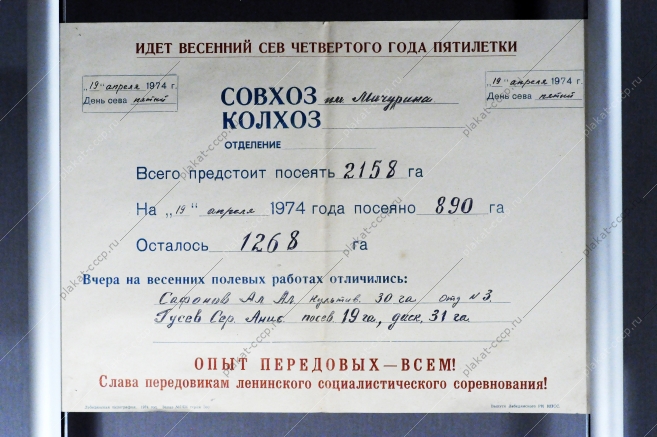 ИДЕТ ВЕСЕННИЙ СЕВ ЧЕТВЕРТОГО ГОДА ПЯТИЛЕТКИ
„19“ апреля 1974 г.
День сева пятый
„19“ апреля 1974 г.
День сева пятый
СОВХОЗ им Мичурина
КОЛХОЗ
ОТДЕЛЕНИЕ
Всего предстоит посеять 2158 га
На „19“ апреля 1974 года посеяно 890 га
Осталось 1268 га
Вчера на весенних полевых работах отличились:
Сафонов Ал Ал, культив. 30 га отд N 3.
Гусев Сер. посев 19 га, диск. 31 га
ОПЫТ ПЕРЕДОВЫХ — ВСЕМ!
Слава передовикам ленинского социалистического соревнования!
plakat-cccp.ru